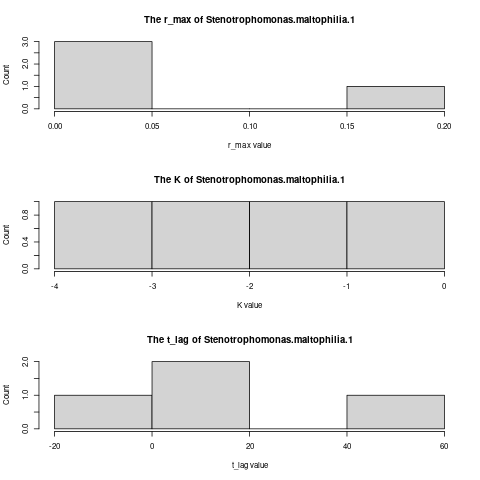 The r_max of Stenotrophomonas.maltophilia.1
Count
3.0
1.0
0.0
0.00 0.05 0.10 0.15 0.20
r_max value
The K of Stenotrophomonas.maltophilia.1
Count
0.8
0.4
0.0
-4 -3 -2 -1 0
K value
The t_lag of Stenotrophomonas.maltophilia.1
Count
2.0
1.0
0.0
-20 0 20 40 60
t_lag value